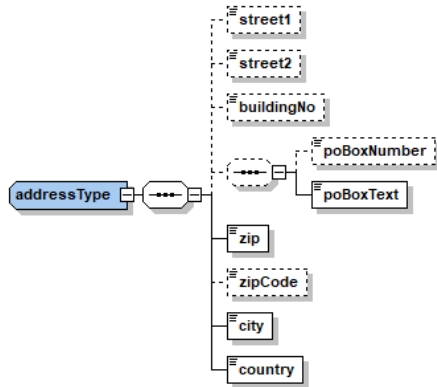 street1
street2
buildingNo
poBoxNumber
addressType
poBoxText
zip
zipCode
city
country